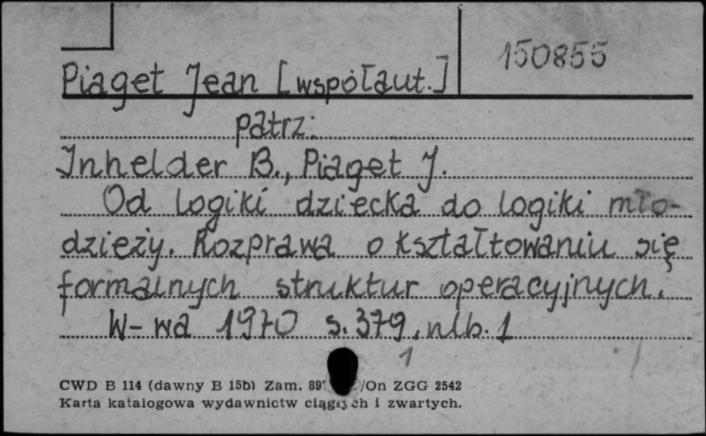 150855
Piaget Jean [współaut.]
patrz:
Inhelder B., Piaget J.
Od logiki dziecka do logiki mło-
dzieży. Rozprawa o kształtowaniu się
formalnych struktur operacyjnych.
W-wa 1970 s. 379, nlb. 1
1
CWD B 114 (dawny B 15b) Zam. /On ZGG 2542
Karta katalogowa wydawnictw ciągłych i zwartych.